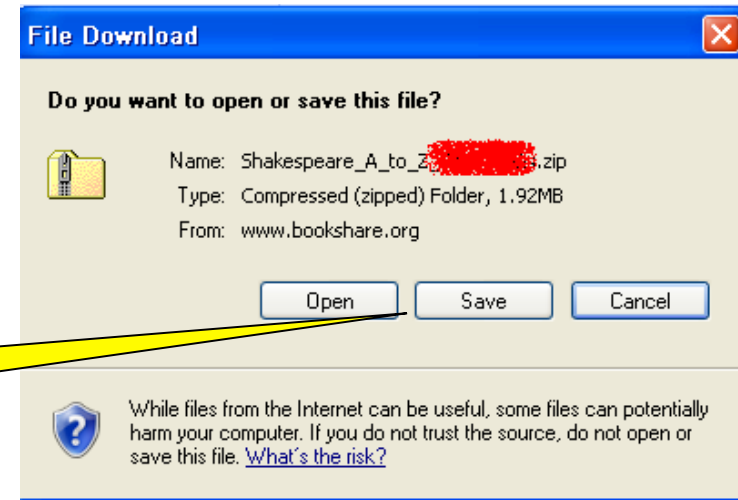 File Download
Do you want to open or save this file?
Name: Shakespeare_A_to_Z .zip
Type: Compressed (zipped) Folder, 1.92MB
From: www.bookshare.org
Open Save Cancel
While files from the Internet can be useful, some files can potentially
harm your computer. If you do not trust the source, do not open or
save this file. What's the risk?